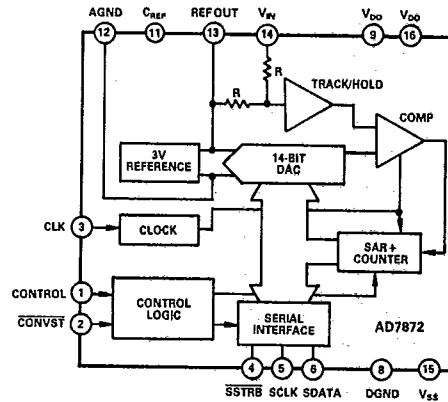 AGND CREF REF OUT VIN VDD VDD
12 11 13 14 9 16
R
R
TRACK/HOLD
COMP
3V
REFERENCE
14-BIT
DAC
CLK 3
CLOCK
SAR +
COUNTER
CONTROL 1
CONTROL
LOGIC
CONVST 2
SERIAL
INTERFACE
AD7872
4 5 6 8 15
SSTRB SCLK SDATA DGND VSS